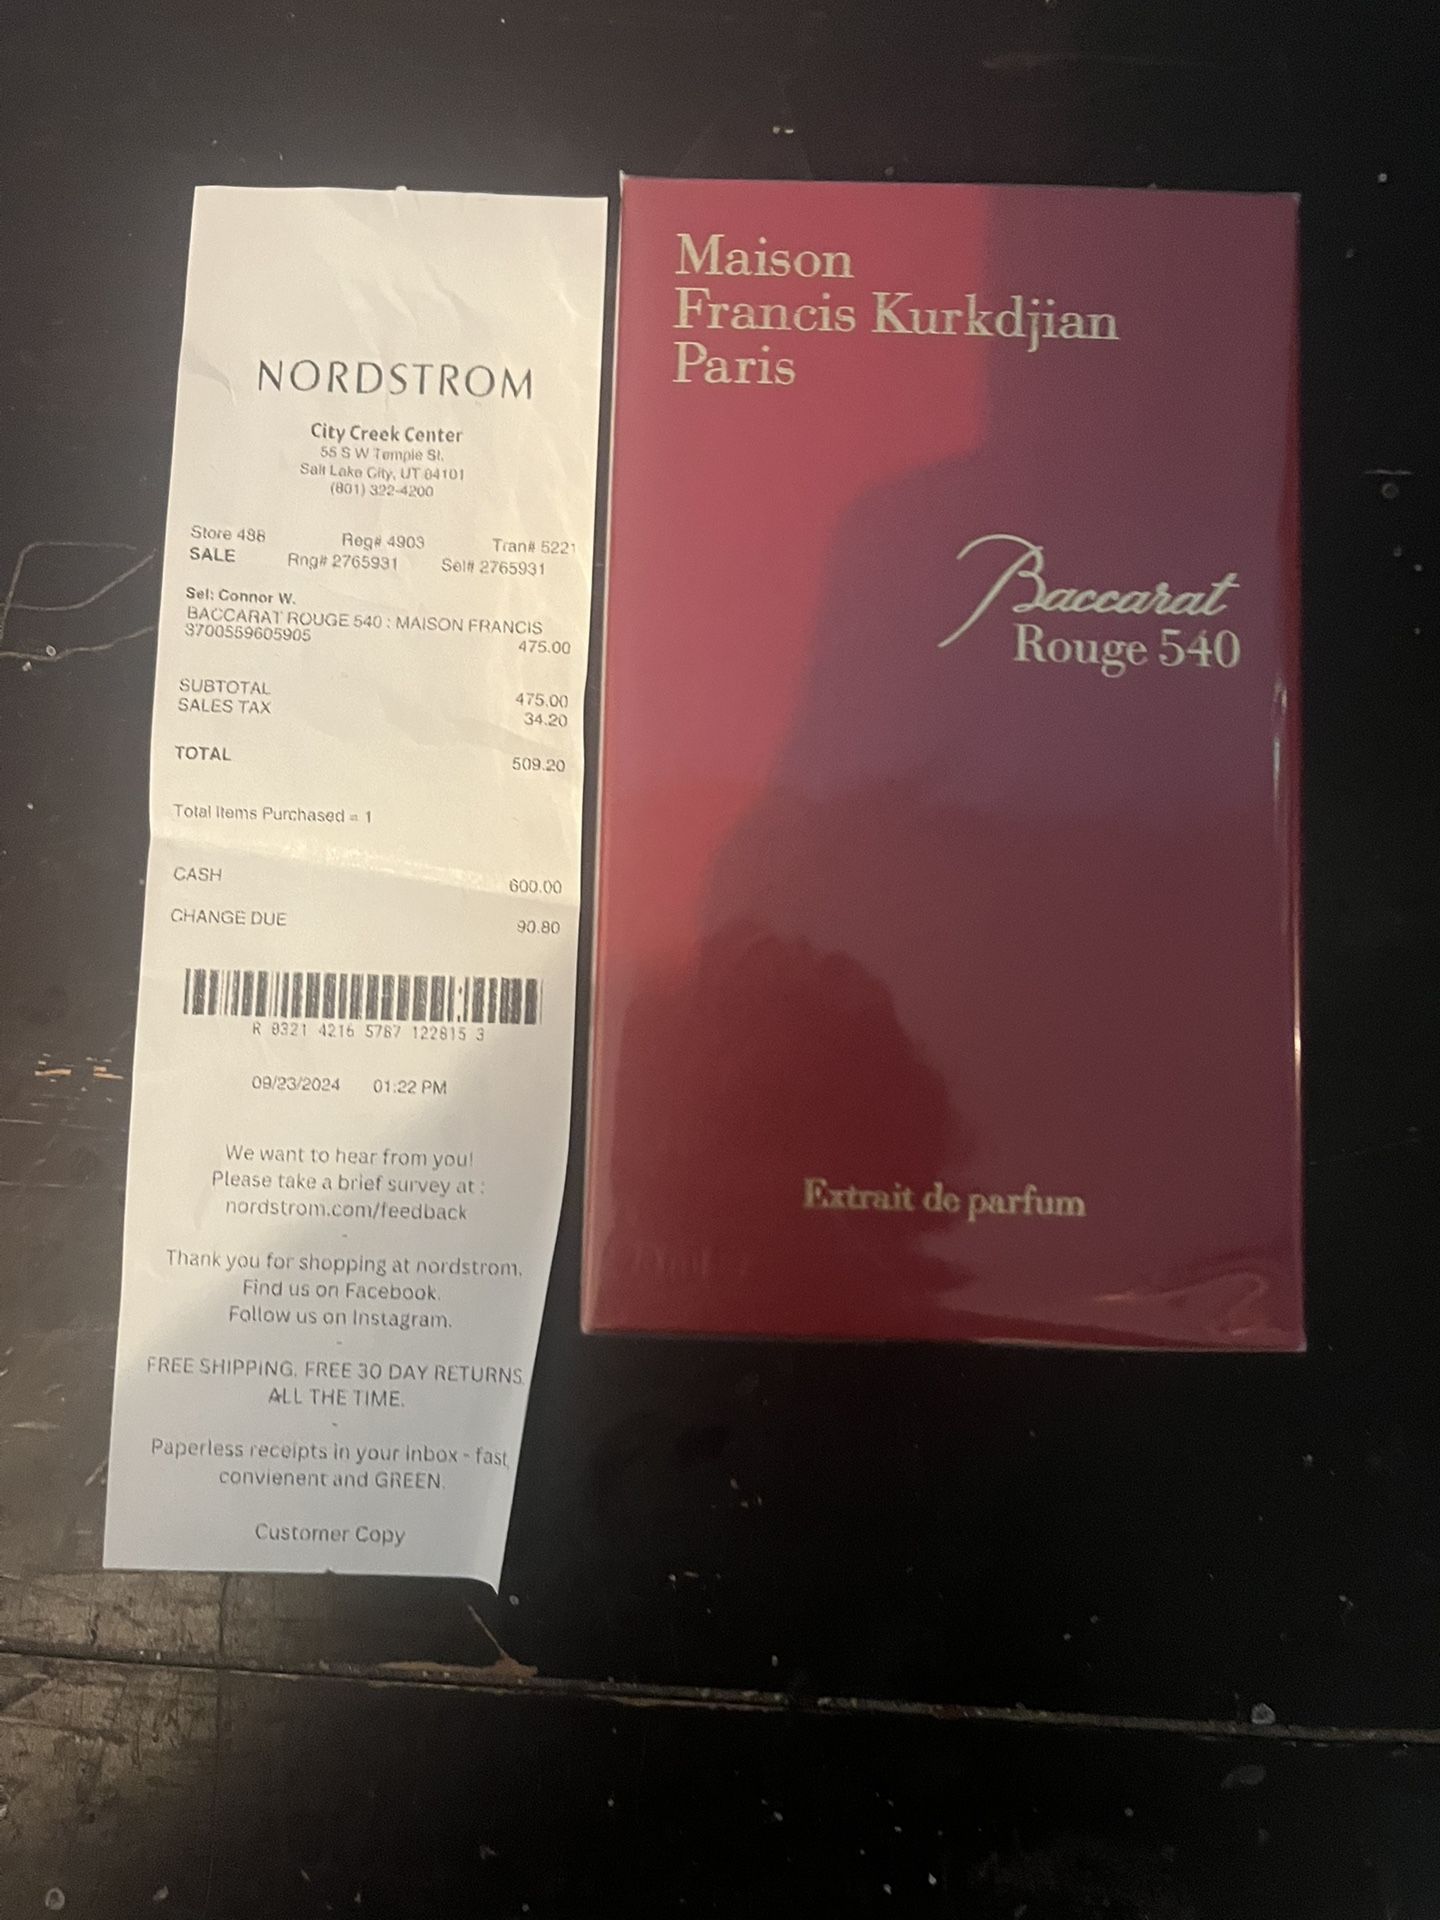 NORDSTROM
City Creek Center
55 S W Temple St.
Salt Lake City, UT 84101
(801) 322-4200
Store 498 Reg# 4903 Tran# 5221
SALE Rng# 2765931 Sel# 2765931
Sel: Connor W.
BACCARAT ROUGE 540 : MAISON FRANCIS
3700559605905 475.00
SUBTOTAL 475.00
SALES TAX 34.20
TOTAL 509.20
Total Items Purchased = 1
CASH 600.00
CHANGE DUE 90.80
R 0321 4216 5787 122815 3
09/23/2024 01:22 PM
We want to hear from you!
Please take a brief survey at :
nordstrom.com/feedback
-
Thank you for shopping at nordstrom.
Find us on Facebook.
Follow us on Instagram.
-
FREE SHIPPING. FREE 30 DAY RETURNS
ALL THE TIME.
-
Paperless receipts in your inbox - fast,
convienent and GREEN.
Customer Copy
Maison
Francis Kurkdjian
Paris
Baccarat
Rouge 540
Extrait de parfum